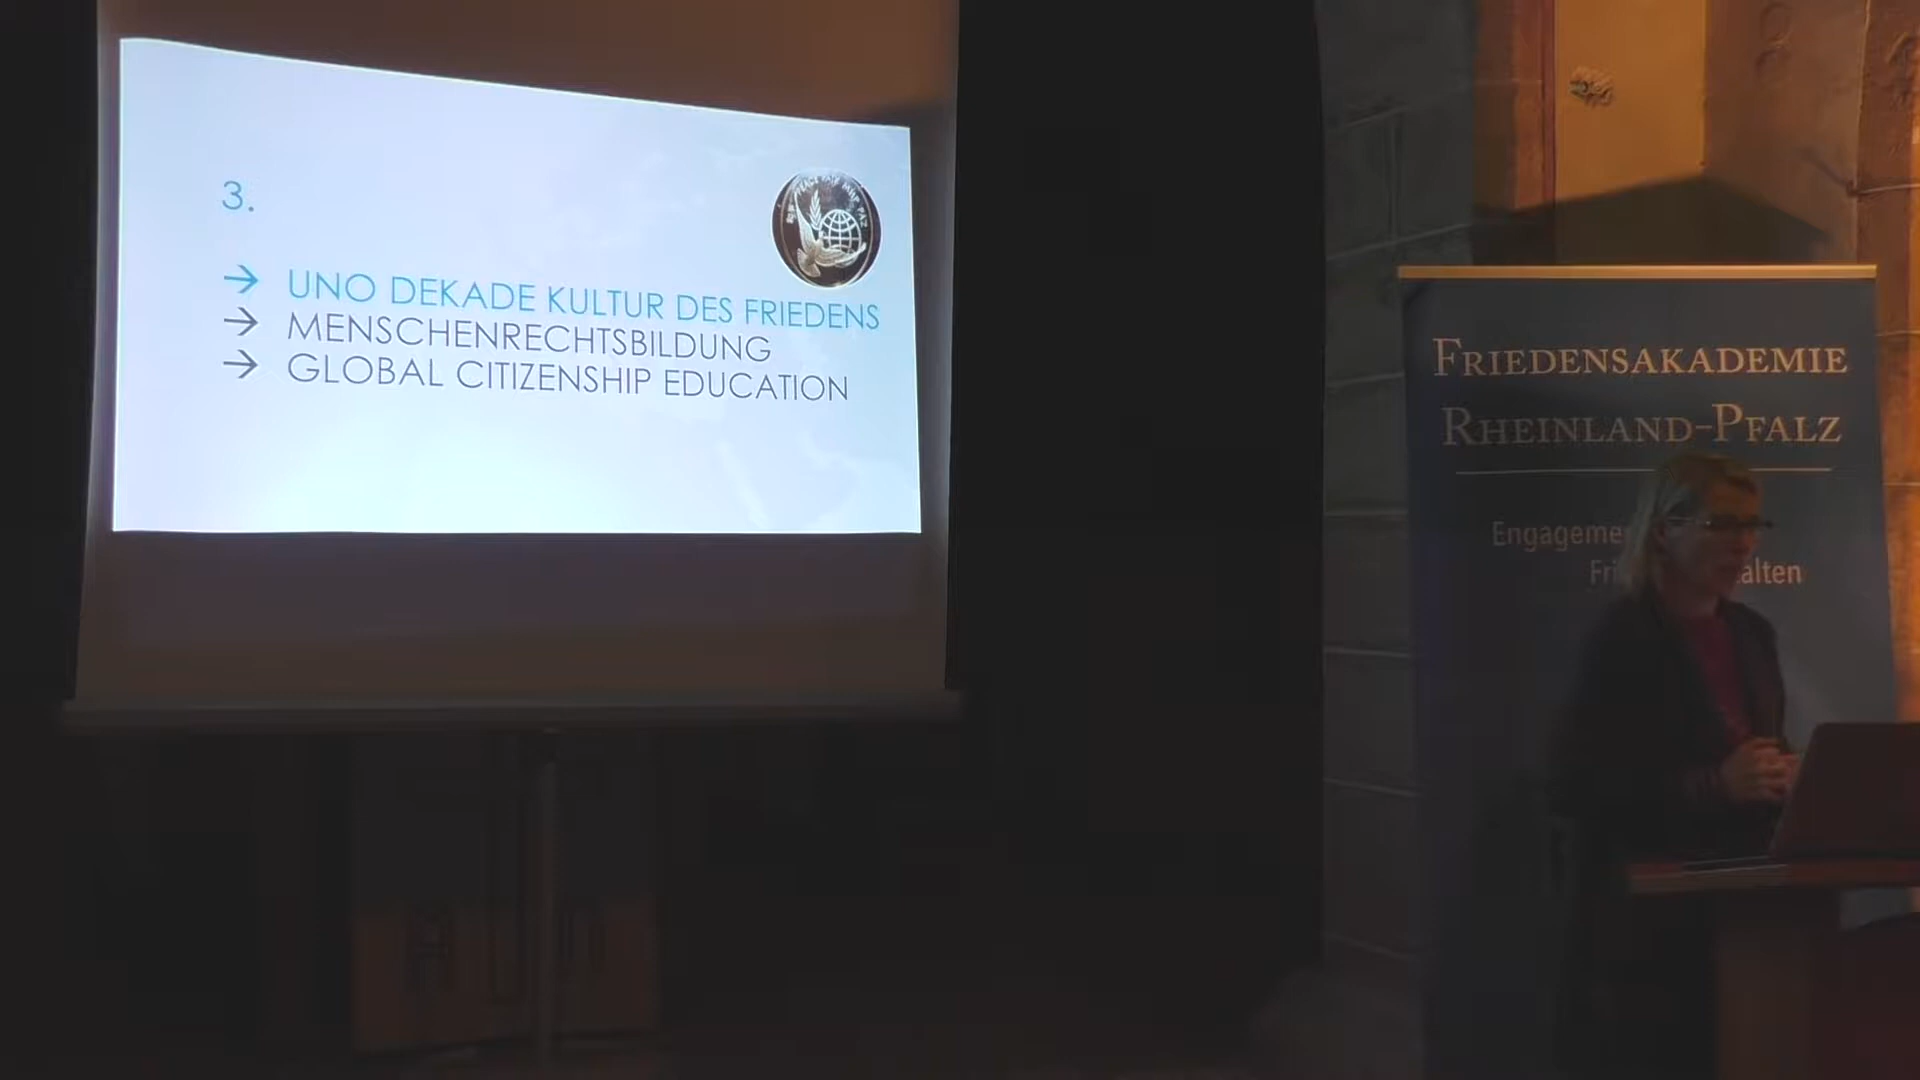 3.
→ UNO DEKADE KULTUR DES FRIEDENS
→ MENSCHENRECHTSBILDUNG
→ GLOBAL CITIZENSHIP EDUCATION
FRIEDENSAKADEMIE
RHEINLAND-PFALZ